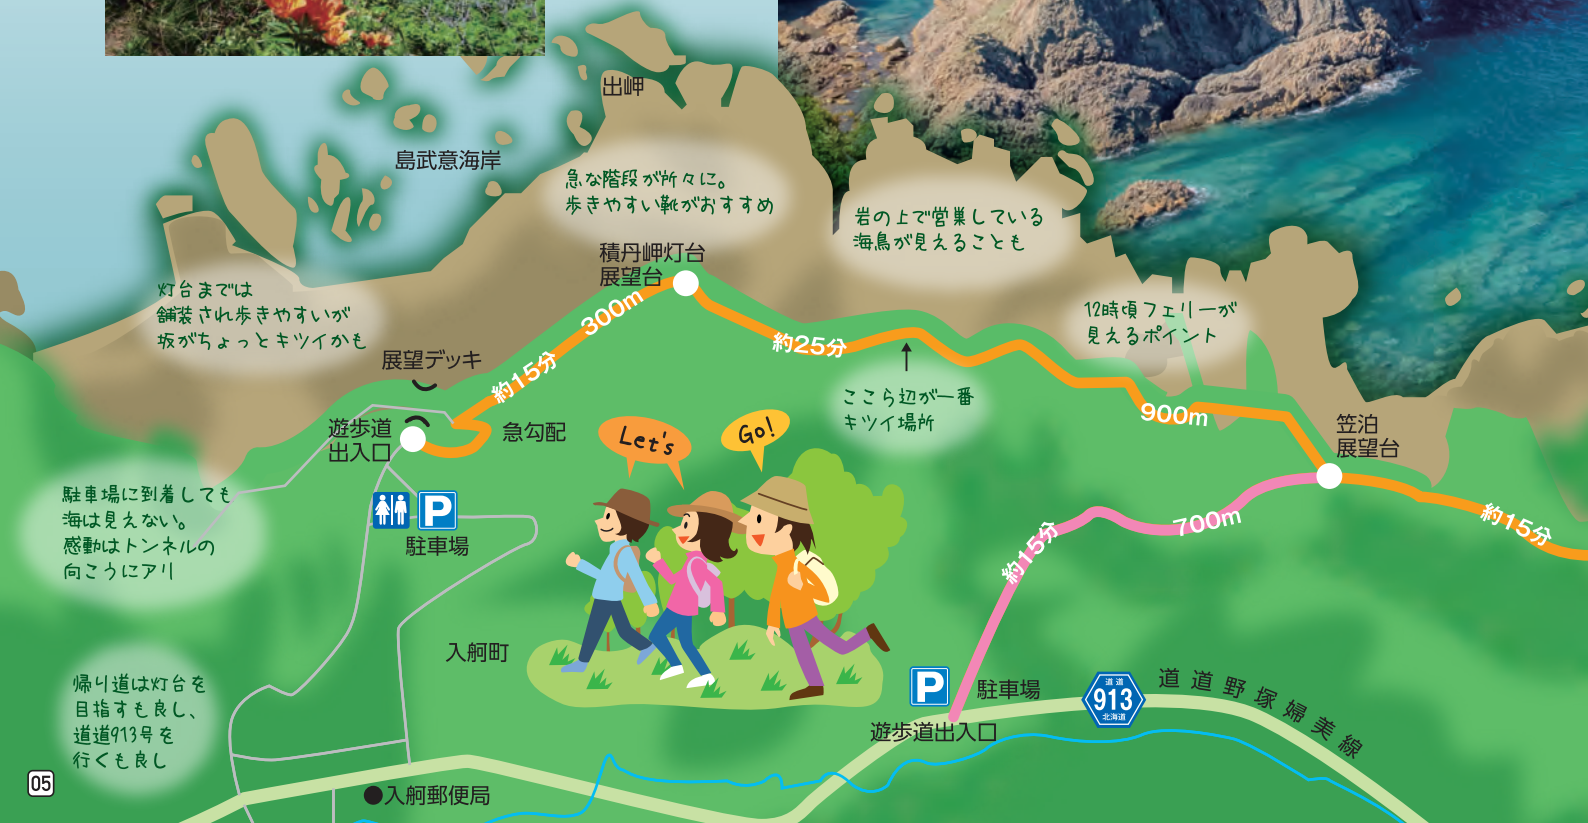 出岬
島武意海岸
急な階段が所々に。
歩きやすい靴がおすすめ
岩の上で営巣している
海鳥が見えることも
積丹岬灯台
展望台
灯台までは
舗装され歩きやすいが
坂がちょっとキツイかも
300m
12時頃フェリーが
見えるポイント
約25分
展望デッキ
約15分
ここら辺が一番
キツイ場所
900m
遊歩道
出入口
急勾配
Let's
Go!
笠泊
展望台
駐車場に到着しても
海は見えない。
感動はトンネルの
向こうにアリ
P
駐車場
約15分
700m
約15分
入舸町
帰り道は灯台を
目指すも良し、
道道913号を
行くも良し
P
駐車場
道道
913
北海道
道道野塚婦美線
遊歩道出入口
05
入舸郵便局